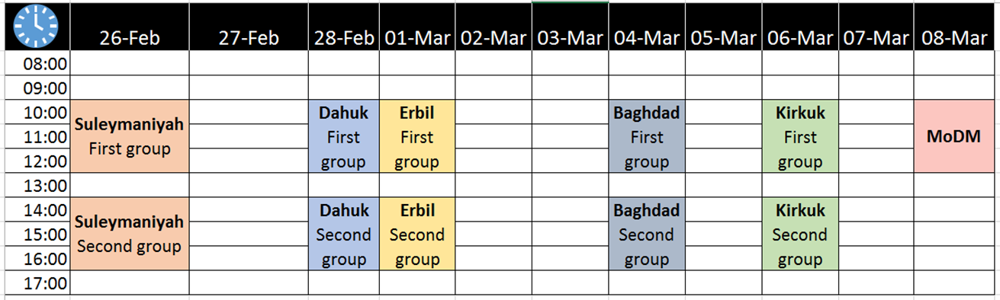 26-Feb 27-Feb 28-Feb 01-Mar 02-Mar 03-Mar 04-Mar 05-Mar 06-Mar 07-Mar 08-Mar
08:00
09:00
10:00
11:00
12:00
13:00
14:00
15:00
16:00
17:00
Suleymaniyah
First group
Suleymaniyah
Second group
Dahuk
First
group
Dahuk
Second
group
Erbil
First
group
Erbil
Second
group
Baghdad
First
group
Baghdad
Second
group
Kirkuk
First
group
Kirkuk
Second
group
MoDM